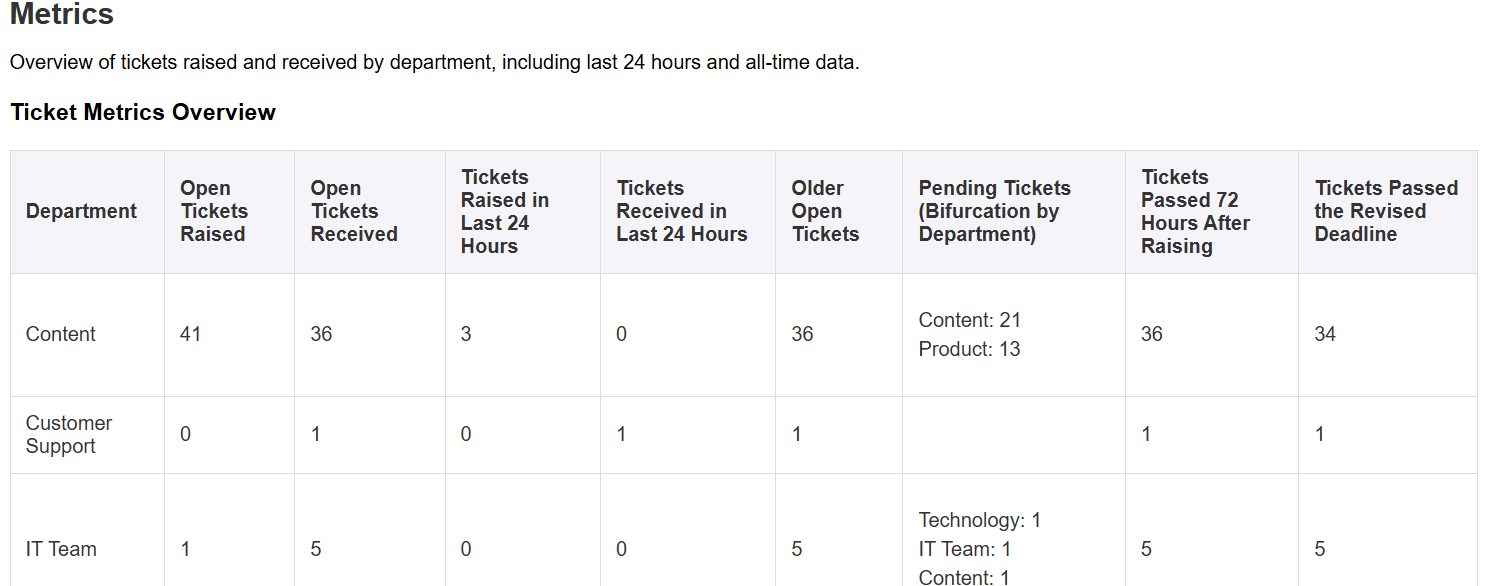 Metrics
Overview of tickets raised and received by department, including last 24 hours and all-time data.
Ticket Metrics Overview
Department
Open
Tickets
Raised
Open
Tickets
Received
Tickets
Raised in
Last 24
Hours
Tickets
Received in
Last 24 Hours
Older
Open
Tickets
Pending Tickets
(Bifurcation by
Department)
Tickets
Passed 72
Hours After
Raising
Tickets Passed
the Revised
Deadline
Content
41
36
3
0
36
Content: 21
Product: 13
36
34
Customer
Support
0
1
0
1
1
1
1
IT Team
1
5
0
0
5
Technology: 1
IT Team: 1
Content: 1
5
5